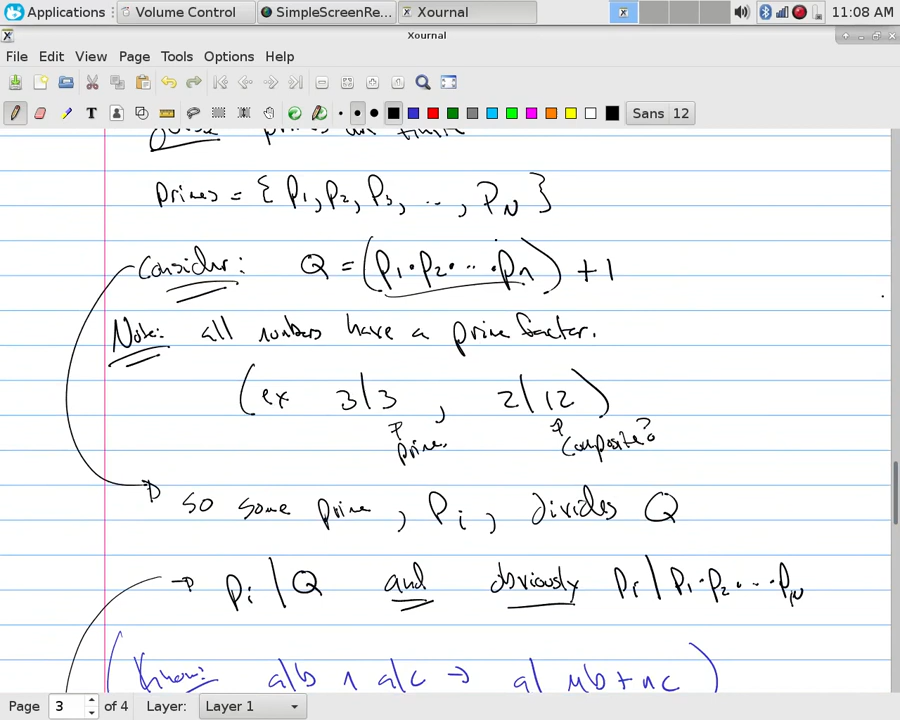 Applications Volume Control SimpleScreenRe... Xournal 11:08 AM
Xournal
File Edit View Page Tools Options Help
Sans 12
primes are finite
primes = { P1, P2, P3, ..., PN }
Consider: Q = (p1·p2·...·pn) + 1
Note: all numbers have a prime factor.
(ex 3|3 , 2|12)
prime composite
so some prime, Pi, divides Q
→ Pi | Q and obviously Pi | P1·P2·...·PN
(Know: a|b ∧ a|c → a| mb + nc )
Page 3 of 4 Layer: Layer 1